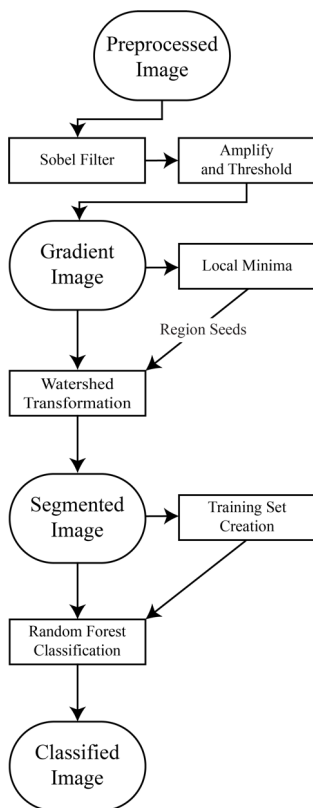 Preprocessed
Image
Sobel Filter
Amplify
and Threshold
Gradient
Image
Local Minima
Region Seeds
Watershed
Transformation
Segmented
Image
Training Set
Creation
Random Forest
Classification
Classified
Image